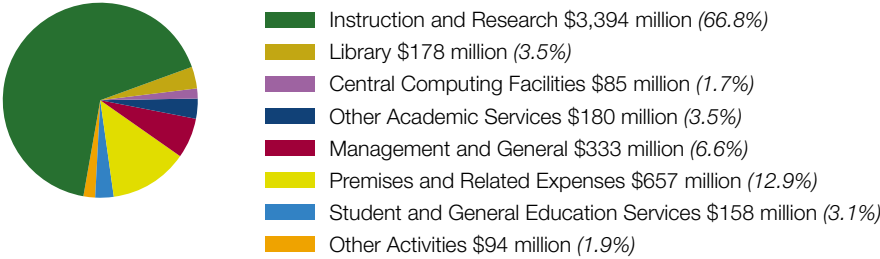 Instruction and Research $3,394 million (66.8%)
Library $178 million (3.5%)
Central Computing Facilities $85 million (1.7%)
Other Academic Services $180 million (3.5%)
Management and General $333 million (6.6%)
Premises and Related Expenses $657 million (12.9%)
Student and General Education Services $158 million (3.1%)
Other Activities $94 million (1.9%)